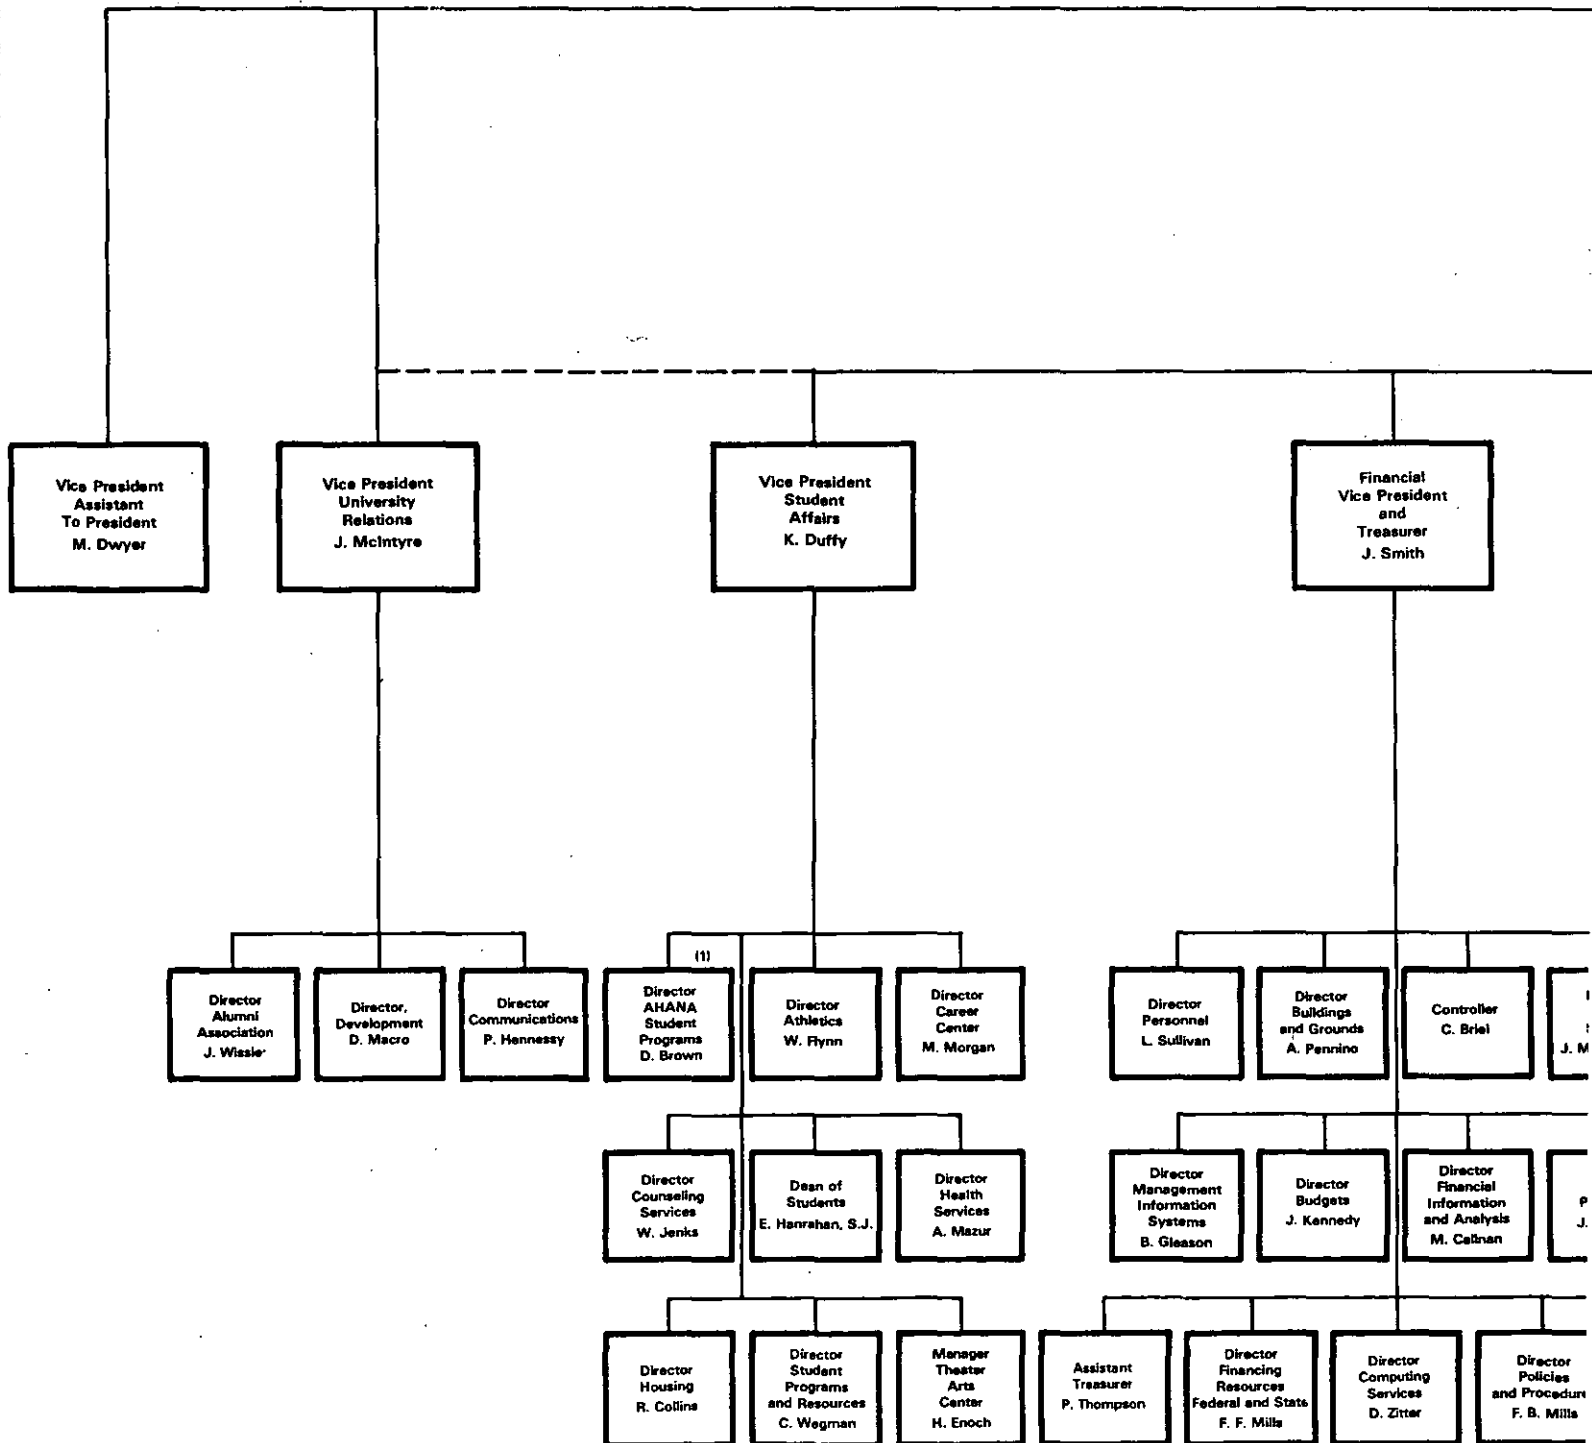 Vice President
Assistant
To President
M. Dwyer
Vice President
University
Relations
J. McIntyre
Vice President
Student
Affairs
K. Duffy
Financial
Vice President
and
Treasurer
J. Smith
Director
Alumni
Association
Director,
Development
D. Macro
Director
Communications
P. Hennessy
(1)
Director
AHANA
Student
Programs
D. Brown
Director
Athletics
W. Flynn
Director
Career
Center
M. Morgan
Director
Personnel
L. Sullivan
Director
Buildings
and Grounds
A. Pennino
Controller
C. Briel
J. M
Director
Counseling
Services
W. Jenks
Dean of
Students
E. Hanrahan, S.J.
Director
Health
Services
A. Mazur
Director
Management
Information
Systems
B. Gleason
Director
Budgets
J. Kennedy
Director
Financial
Information
and Analysis
M. Callnan
P
J.
Director
Housing
R. Collins
Director
Student
Programs
and Resources
C. Wegman
Manager
Theater
Arts
Center
H. Enoch
Assistant
Treasurer
P. Thompson
Director
Financing
Resources
Federal and State
F. F. Mills
Director
Computing
Services
D. Zitter
Director
Policies
and Procedure
F. B. Mills